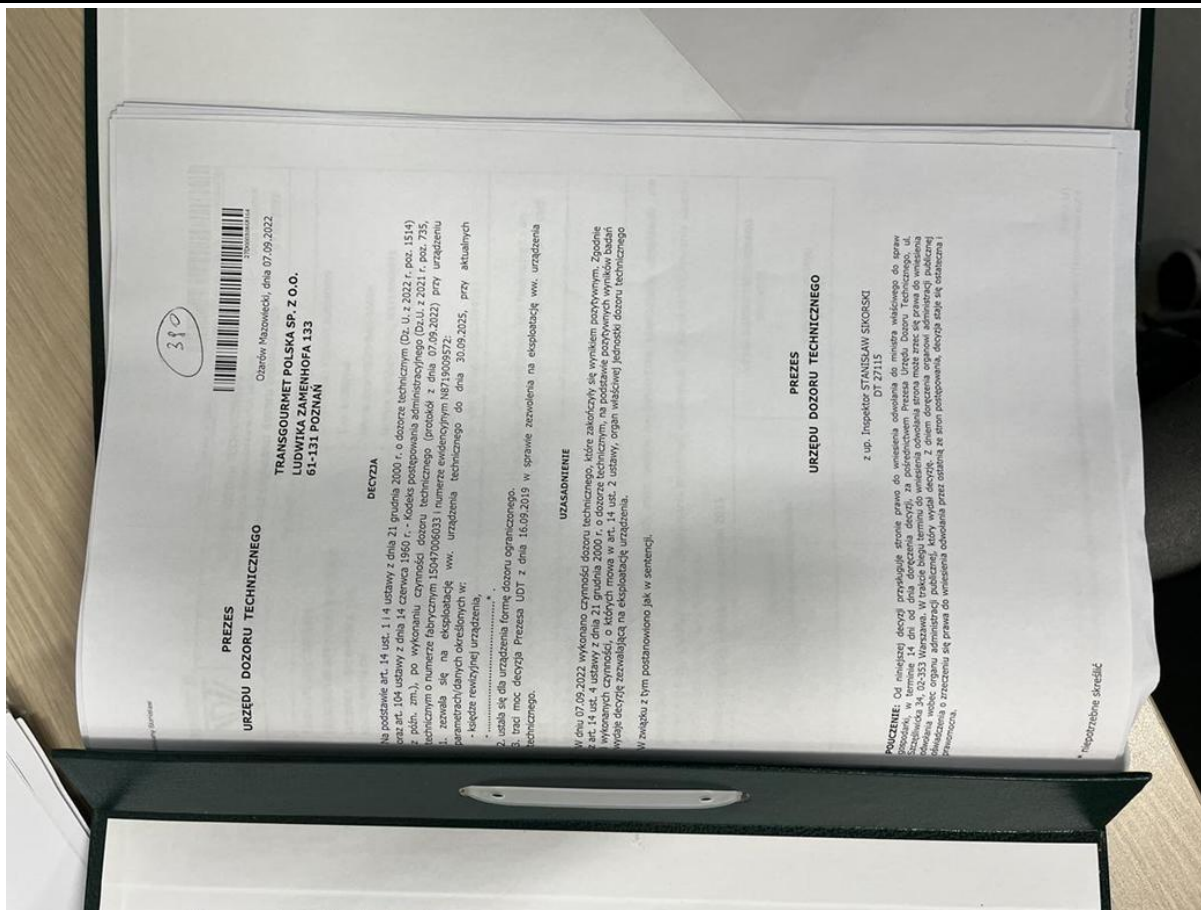 380
PREZES
URZĘDU DOZORU TECHNICZNEGO
Ożarów Mazowiecki, dnia 07.09.2022
TRANSGOURMET POLSKA SP. Z O.O.
LUDWIKA ZAMENHOFA 133
61-131 POZNAŃ
DECYZJA
Na podstawie art. 14 ust. 1 i 4 ustawy z dnia 21 grudnia 2000 r. o dozorze technicznym (Dz. U. z 2022 r. poz. 1514)
oraz art. 104 ustawy z dnia 14 czerwca 1960 r. - Kodeks postępowania administracyjnego (Dz.U. z 2021 r. poz. 735,
z późn. zm.), po wykonaniu czynności dozoru technicznego (protokół z dnia 07.09.2022) przy urządzeniu
technicznym o numerze fabrycznym 15047006033 i numerze ewidencyjnym N8719009572:
1. zezwala się na eksploatację ww. urządzenia technicznego do dnia 30.09.2025, przy aktualnych
parametrach/danych określonych w:
- księdze rewizyjnej urządzenia,
- ..............................*.
2. ustala się dla urządzenia formę dozoru ograniczonego.
3. traci moc decyzja Prezesa UDT z dnia 16.09.2019 w sprawie zezwolenia na eksploatację ww. urządzenia
technicznego.
UZASADNIENIE
W dniu 07.09.2022 wykonano czynności dozoru technicznego, które zakończyły się wynikiem pozytywnym. Zgodnie
z art. 14 ust. 4 ustawy z dnia 21 grudnia 2000 r. o dozorze technicznym, na podstawie pozytywnych wyników badań
i wykonanych czynności, o których mowa w art. 14 ust. 2 ustawy, organ właściwej jednostki dozoru technicznego
wydaje decyzję zezwalającą na eksploatację urządzenia.
W związku z tym postanowiono jak w sentencji.
PREZES
URZĘDU DOZORU TECHNICZNEGO
z up. Inspektor STANISŁAW SIKORSKI
DT 27115
POUCZENIE: Od niniejszej decyzji przysługuje stronie prawo do wniesienia odwołania do ministra właściwego do spraw
gospodarki, w terminie 14 dni od dnia doręczenia decyzji, za pośrednictwem Prezesa Urzędu Dozoru Technicznego, ul.
Szczęśliwicka 34, 02-353 Warszawa. W trakcie biegu terminu do wniesienia odwołania strona może zrzec się prawa do wniesienia
odwołania wobec organu administracji publicznej, który wydał decyzję. Z dniem doręczenia organowi administracji publicznej
oświadczenia o zrzeczeniu się prawa do wniesienia odwołania przez ostatnią ze stron postępowania, decyzja staje się ostateczna i
prawomocna.
* niepotrzebne skreślić